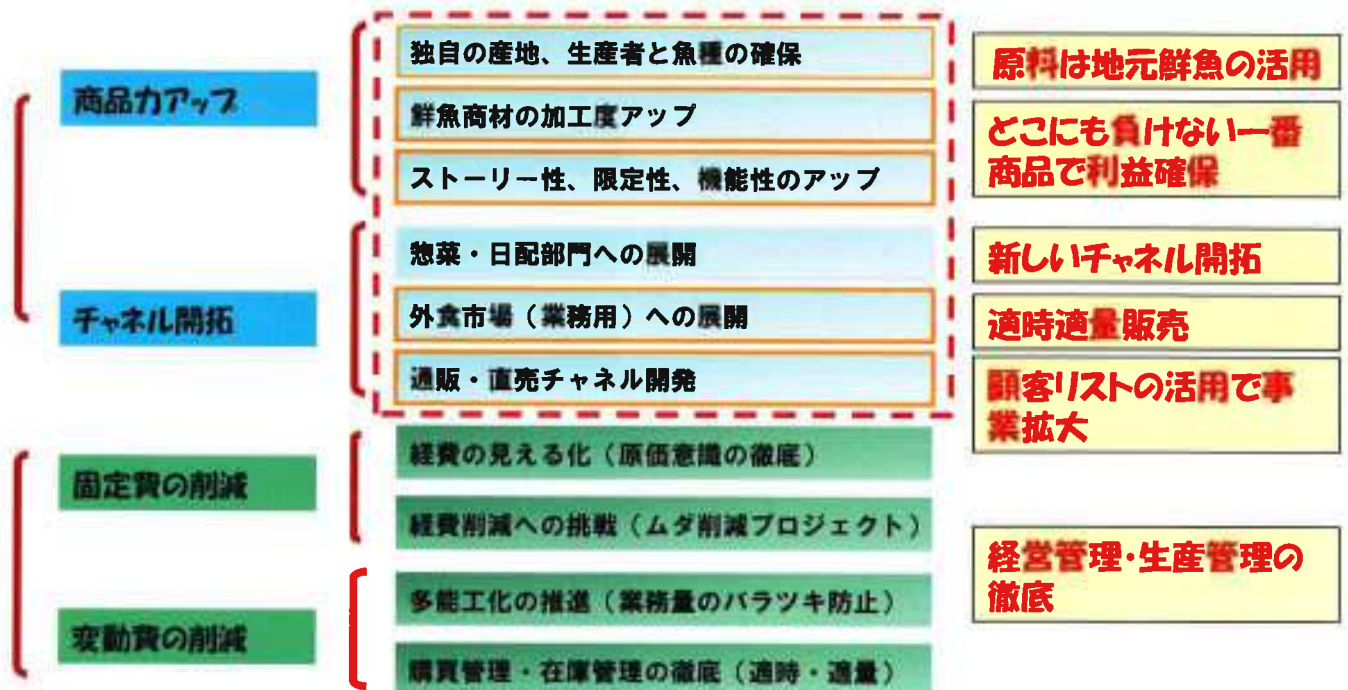 商品力アップ
独自の産地、生産者と魚種の確保
鮮魚商材の加工度アップ
ストーリー性、限定性、機能性のアップ
原料は地元鮮魚の活用
どこにも負けない一番
商品で利益確保
チャネル開拓
惣菜・日配部門への展開
外食市場（業務用）への展開
通販・直売チャネル開発
新しいチャネル開拓
適時適量販売
顧客リストの活用で事
業拡大
固定費の削減
経費の見える化（原価意識の徹底）
経費削減への挑戦（ムダ削減プロジェクト）
変動費の削減
多能工化の推進（業務量のバラツキ防止）
購買管理・在庫管理の徹底（適時・適量）
経営管理・生産管理の
徹底